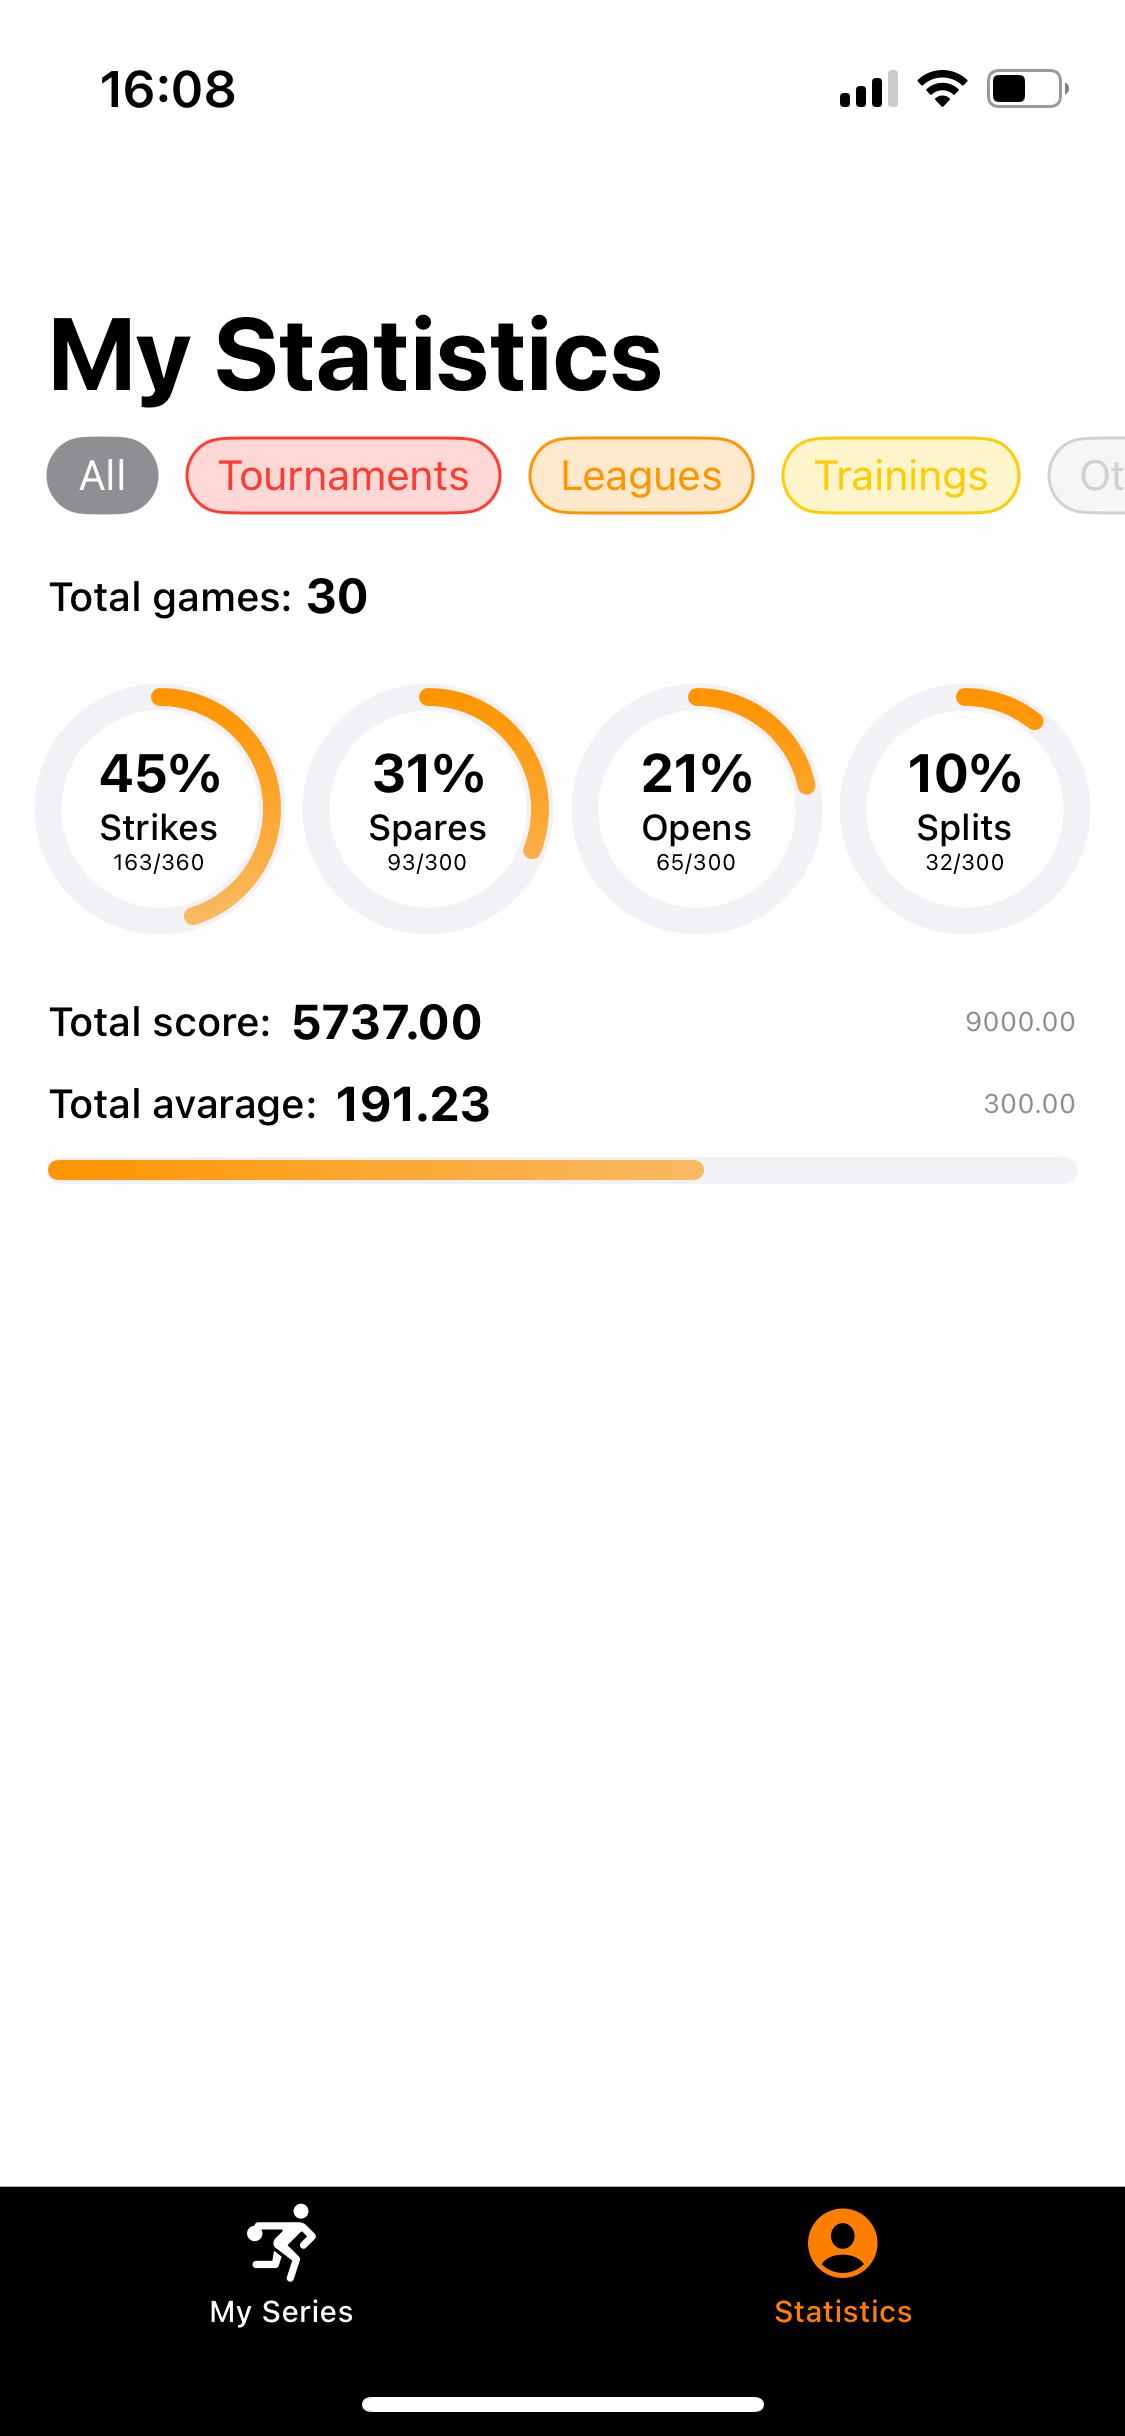 16:08
My Statistics
All Tournaments Leagues Trainings Ot
Total games: 30
45% 31% 21% 10%
Strikes Spares Opens Splits
163/360 93/300 65/300 32/300
Total score: 5737.00 9000.00
Total avarage: 191.23 300.00
My Series Statistics